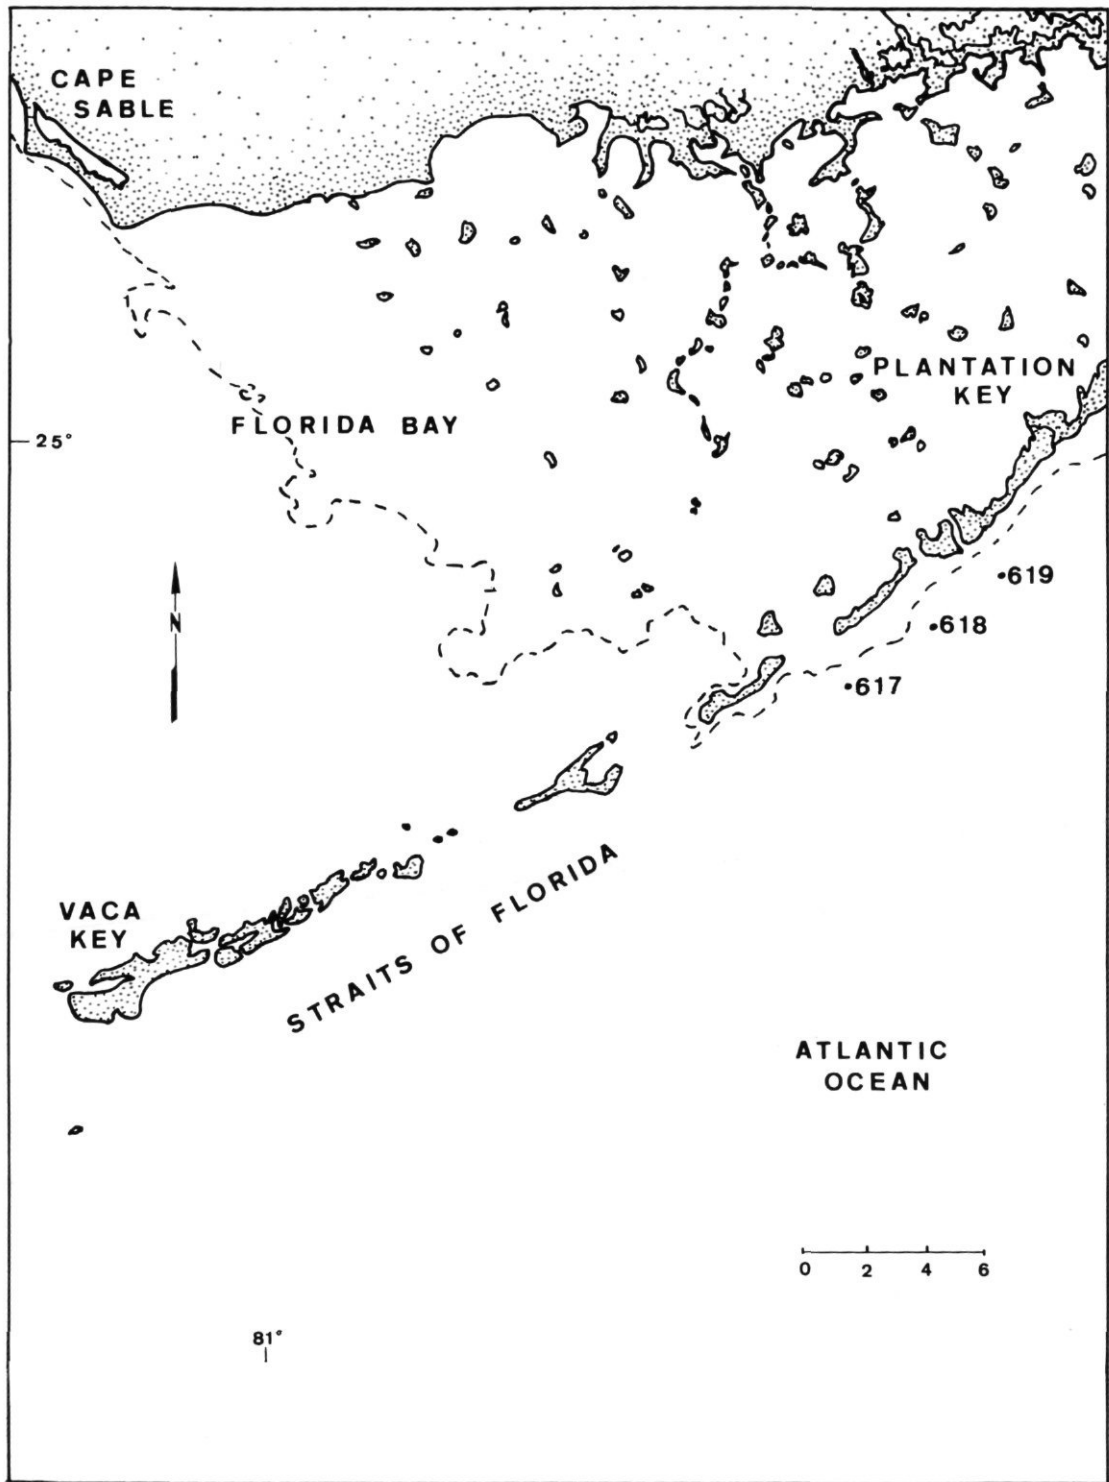 CAPE
SABLE
PLANTATION
KEY
FLORIDA BAY
25°
N
•619
•618
•617
STRAITS OF FLORIDA
VACA
KEY
ATLANTIC
OCEAN
0 2 4 6
81°